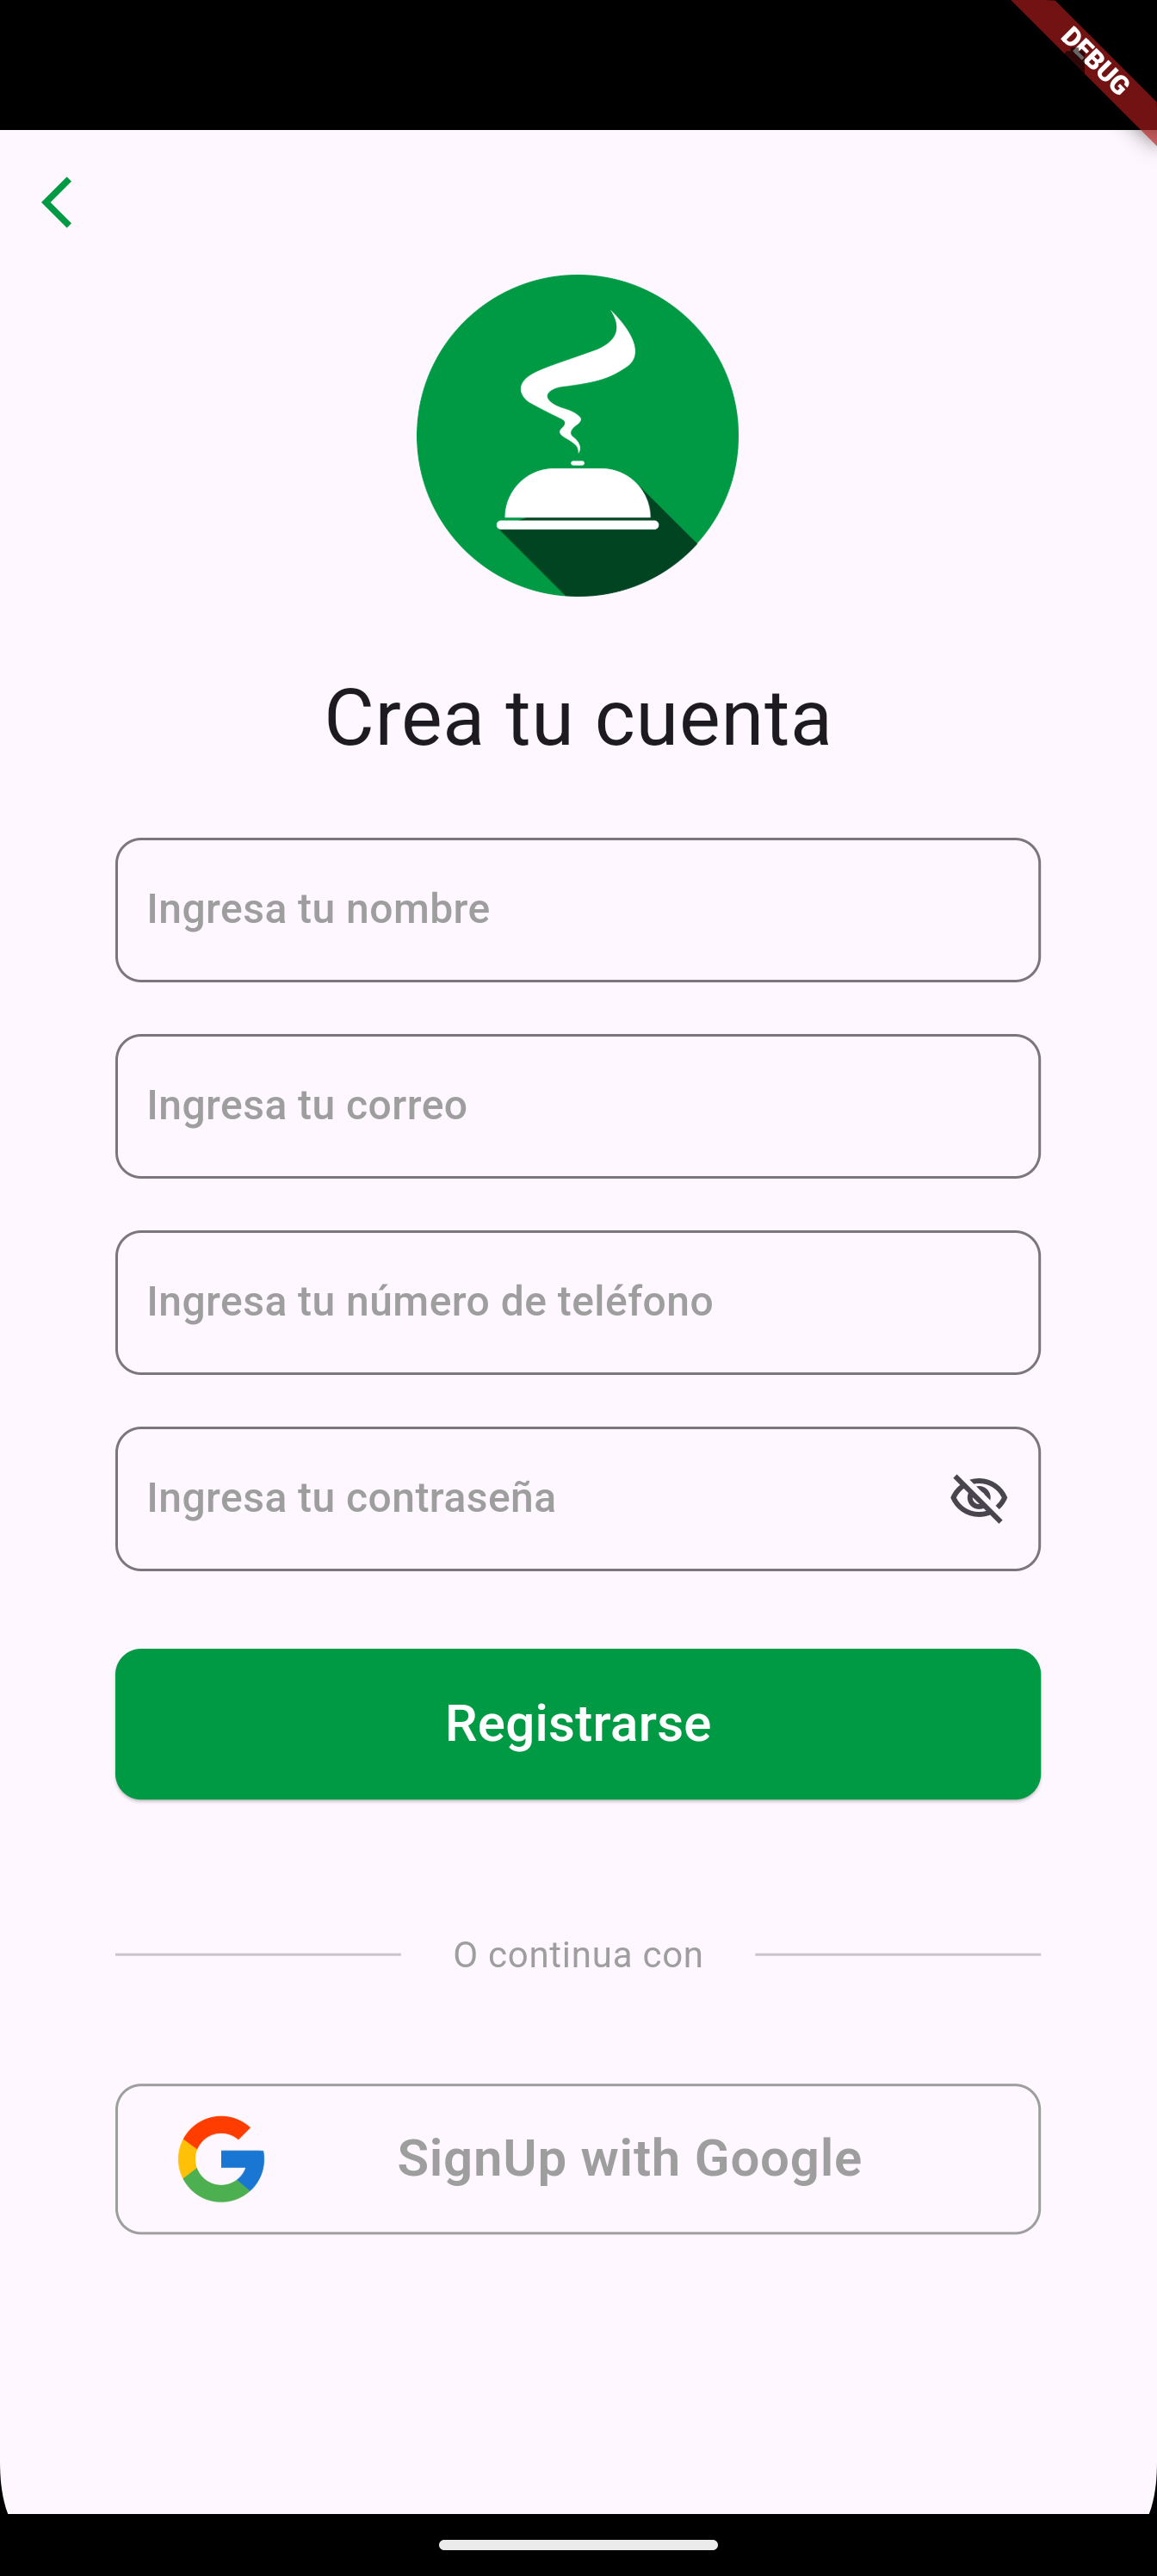 DEBUG
Crea tu cuenta
Ingresa tu nombre
Ingresa tu correo
Ingresa tu número de teléfono
Ingresa tu contraseña
Registrarse
O continua con
SignUp with Google